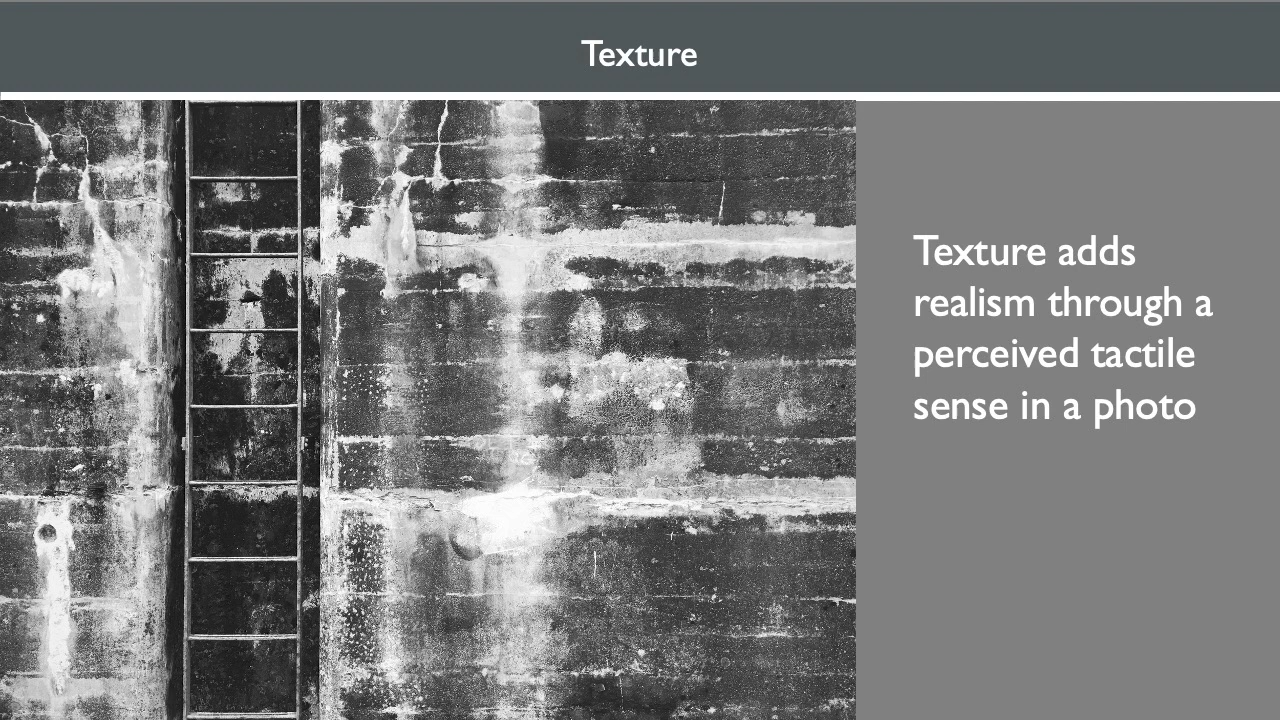 Texture
Texture adds
realism through a
perceived tactile
sense in a photo